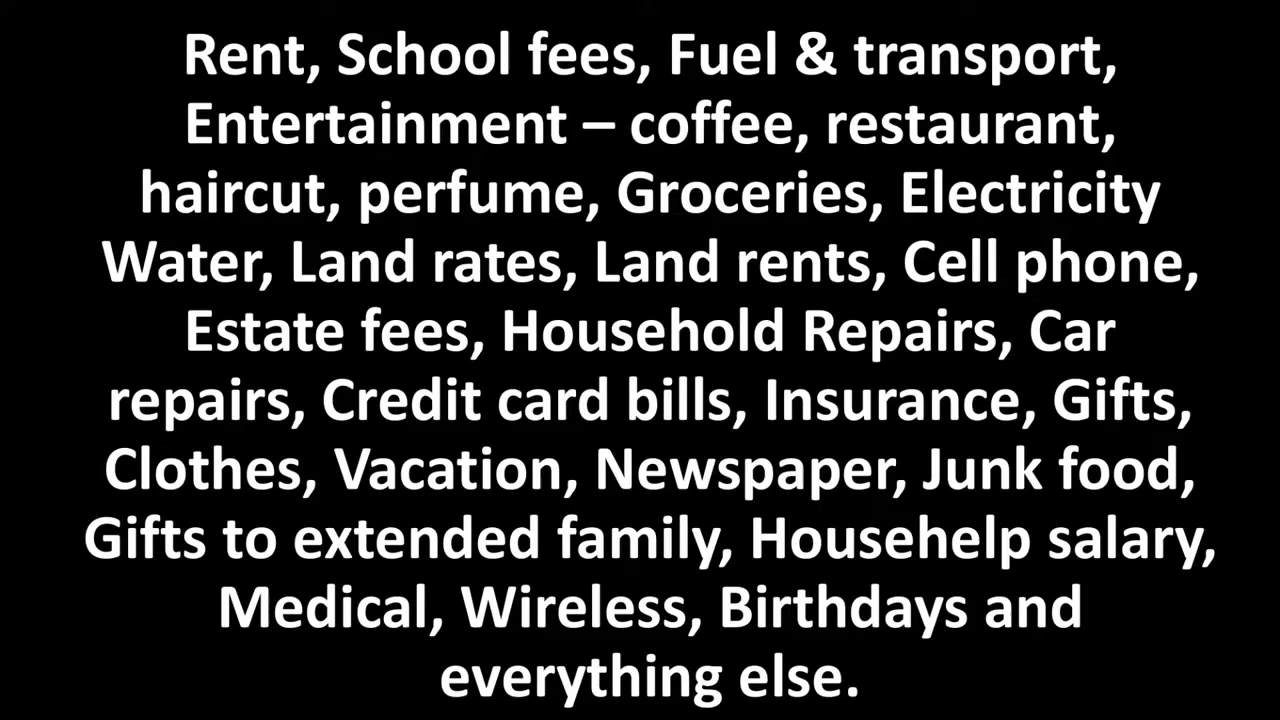 Rent, School fees, Fuel & transport,
Entertainment – coffee, restaurant,
haircut, perfume, Groceries, Electricity
Water, Land rates, Land rents, Cell phone,
Estate fees, Household Repairs, Car
repairs, Credit card bills, Insurance, Gifts,
Clothes, Vacation, Newspaper, Junk food,
Gifts to extended family, Househelp salary,
Medical, Wireless, Birthdays and
everything else.